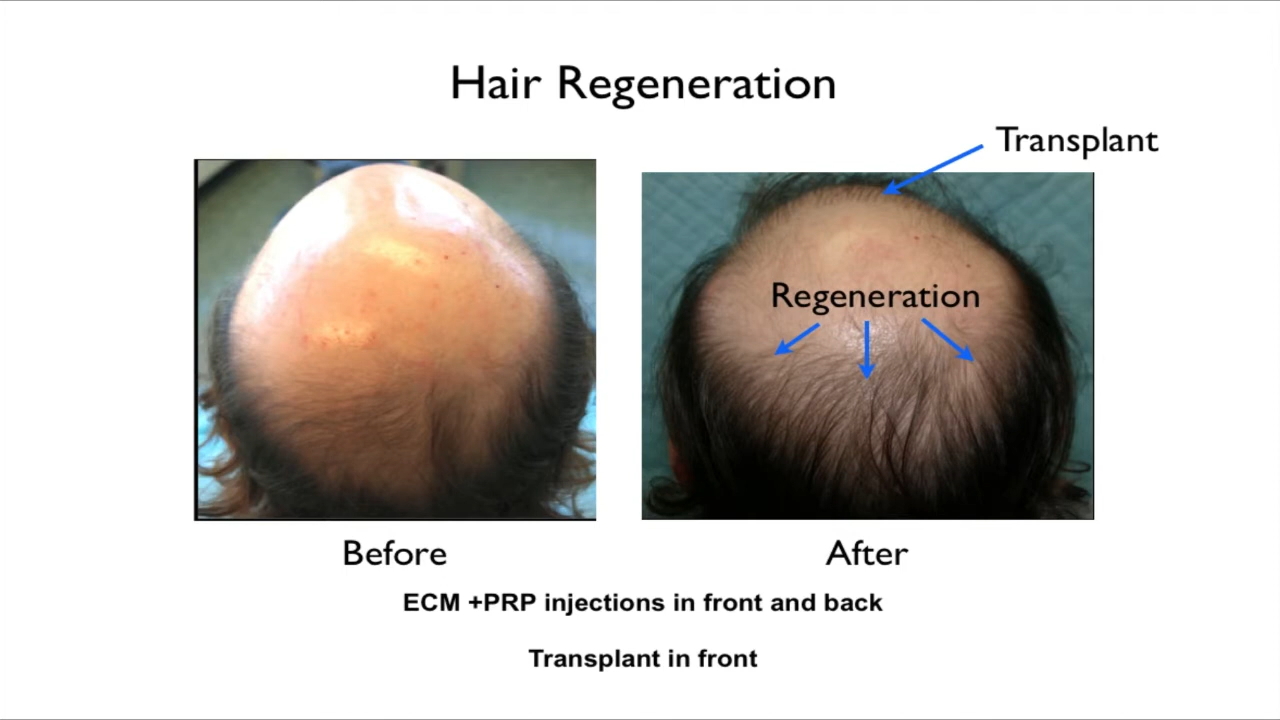 Hair Regeneration
Transplant
Regeneration
Before
After
ECM +PRP injections in front and back
Transplant in front